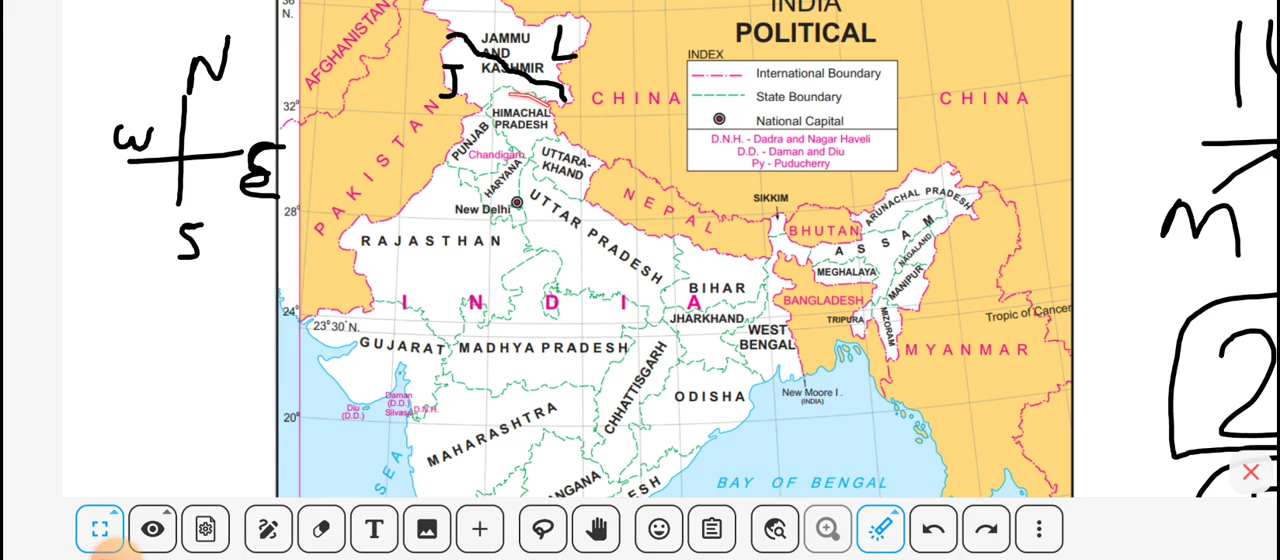 36
N.
INDIA
POLITICAL
INDEX
International Boundary
State Boundary
National Capital
D.N.H. - Dadra and Nagar Haveli
D.D. - Daman and Diu
Py - Puducherry
AFGHANISTAN
JAMMU
AND
KASHMIR
L
J
N
W
E
S
32°
CHINA
CHINA
HIMACHAL
PRADESH
PUNJAB
Chandigarh
UTTARA-
KHAND
HARYANA
PAKISTAN
New Delhi
28°
NEPAL
SIKKIM
BHUTAN
ARUNACHAL PRADESH
ASSAM
NAGALAND
MEGHALAYA
MANIPUR
RAJASTHAN
UTTAR PRADESH
BIHAR
INDIA
BANGLADESH
24°
23°30' N.
JHARKHAND
TRIPURA
MIZORAM
Tropic of Cancer
WEST
BENGAL
GUJARAT
MADHYA PRADESH
MYANMAR
CHHATTISGARH
ODISHA
New Moore I.
(INDIA)
Daman
(D.D.)
Silvasa
D.N.H.
Diu
(D.D.)
20°
MAHARASHTRA
SEA
ANGANA
ESH
BAY OF BENGAL
M
2
T